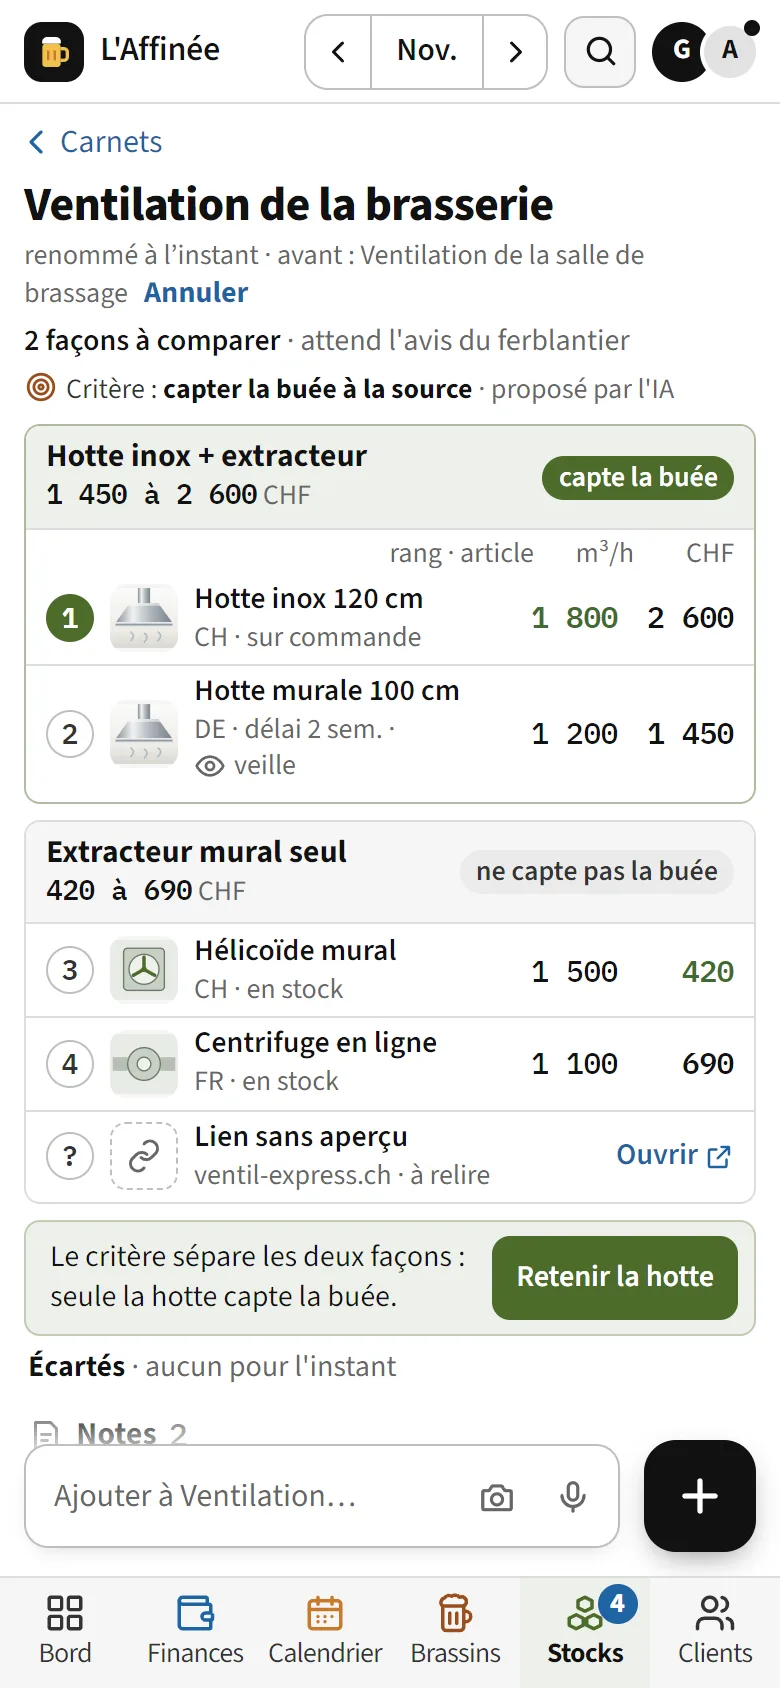 L'Affinée
Nov.
G
A
Carnets
Ventilation de la brasserie
renommé à l’instant · avant : Ventilation de la salle de
brassage Annuler
2 façons à comparer · attend l'avis du ferblantier
Critère : capter la buée à la source · proposé par l'IA
Hotte inox + extracteur
1 450 à 2 600 CHF
capte la buée
rang · article m³/h CHF
1 Hotte inox 120 cm 1 800 2 600
CH · sur commande
2 Hotte murale 100 cm 1 200 1 450
DE · délai 2 sem. ·
veille
Extracteur mural seul
420 à 690 CHF
ne capte pas la buée
3 Hélicoïde mural 1 500 420
CH · en stock
4 Centrifuge en ligne 1 100 690
FR · en stock
? Lien sans aperçu
ventil-express.ch · à relire
Ouvrir
Le critère sépare les deux façons :
seule la hotte capte la buée.
Retenir la hotte
Écartés · aucun pour l'instant
Notes 2
Ajouter à Ventilation…
Bord
Finances
Calendrier
Brassins
4
Stocks
Clients